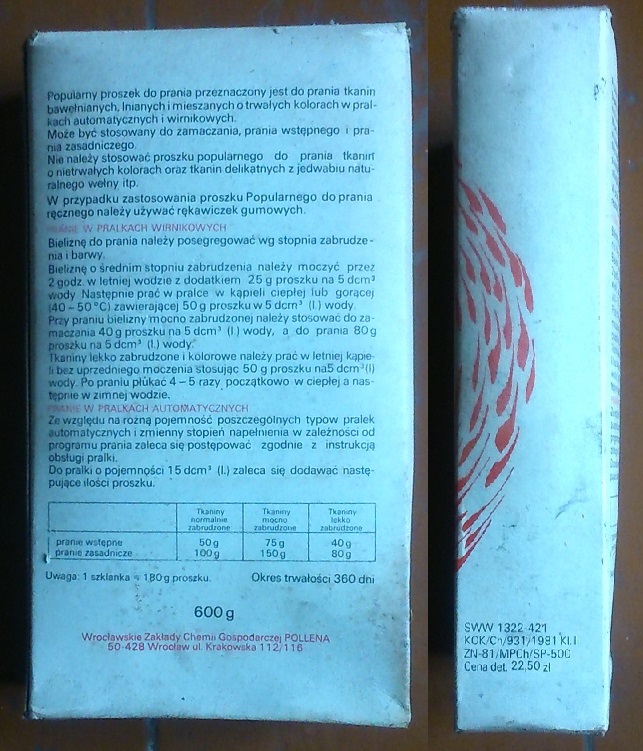 Popularny proszek do prania przeznaczony jest do prania tkanin
bawełnianych, lnianych i mieszanych o trwałych kolorach w pral-
kach automatycznych i wirnikowych.
Może być stosowany do zamaczania, prania wstępnego i pra-
nia zasadniczego.
Nie należy stosować proszku popularnego do prania tkanin
o nietrwałych kolorach oraz tkanin delikatnych z jedwabiu natu-
ralnego wełny itp.
W przypadku zastosowania proszku Popularnego do prania
ręcznego należy używać rękawiczek gumowych.
PRANIE W PRALKACH WIRNIKOWYCH
Bieliznę do prania należy posegregować wg stopnia zabrudze-
nia i barwy.
Bieliznę o średnim stopniu zabrudzenia należy moczyć przez
2 godz. w letniej wodzie z dodatkiem 25 g proszku na 5 dcm³
wody. Następnie prać w pralce w kąpieli ciepłej lub gorącej
(40-50°C) zawierającej 50 g proszku w 5 dcm³ (l.) wody.
Przy praniu bielizny mocno zabrudzonej należy stosować do za-
maczania 40 g proszku na 5 dcm³ (l.) wody, a do prania 80 g
proszku na 5 dcm³ (l.) wody.
Tkaniny lekko zabrudzone i kolorowe należy prać w letniej kąpie-
li bez uprzedniego moczenia stosując 50 g proszku na5 dcm³(l)
wody. Po praniu płukać 4-5 razy początkowo w ciepłej a nas-
tępnie w zimnej wodzie.
PRANIE W PRALKACH AUTOMATYCZNYCH
Ze względu na rożną pojemność poszczególnych typow pralek
automatycznych i zmienny stopień napełnienia w zależności od
programu prania zaleca się postępować zgodnie z instrukcją
obsługi pralki.
Do pralki o pojemności 15 dcm³ (l.) zaleca się dodawać nastę-
pujące ilości proszku.
Tkaniny normalnie zabrudzone Tkaniny mocno zabrudzone Tkaniny lekko zabrudzone
pranie wstępne 50 g 75 g 40 g
pranie zasadnicze 100 g 150 g 80 g
Uwaga: 1 szklanka = 180 g proszku. Okres trwałości 360 dni
600 g
Wrocławskie Zakłady Chemii Gospodarczej POLLENA
50-428 Wrocław ul. Krakowska 112/116
SWW 1322-421
KCK/Ch/931/1981 Kl.I
ZN-81/MPCh/SP-500
Cena det. 22,50 zł